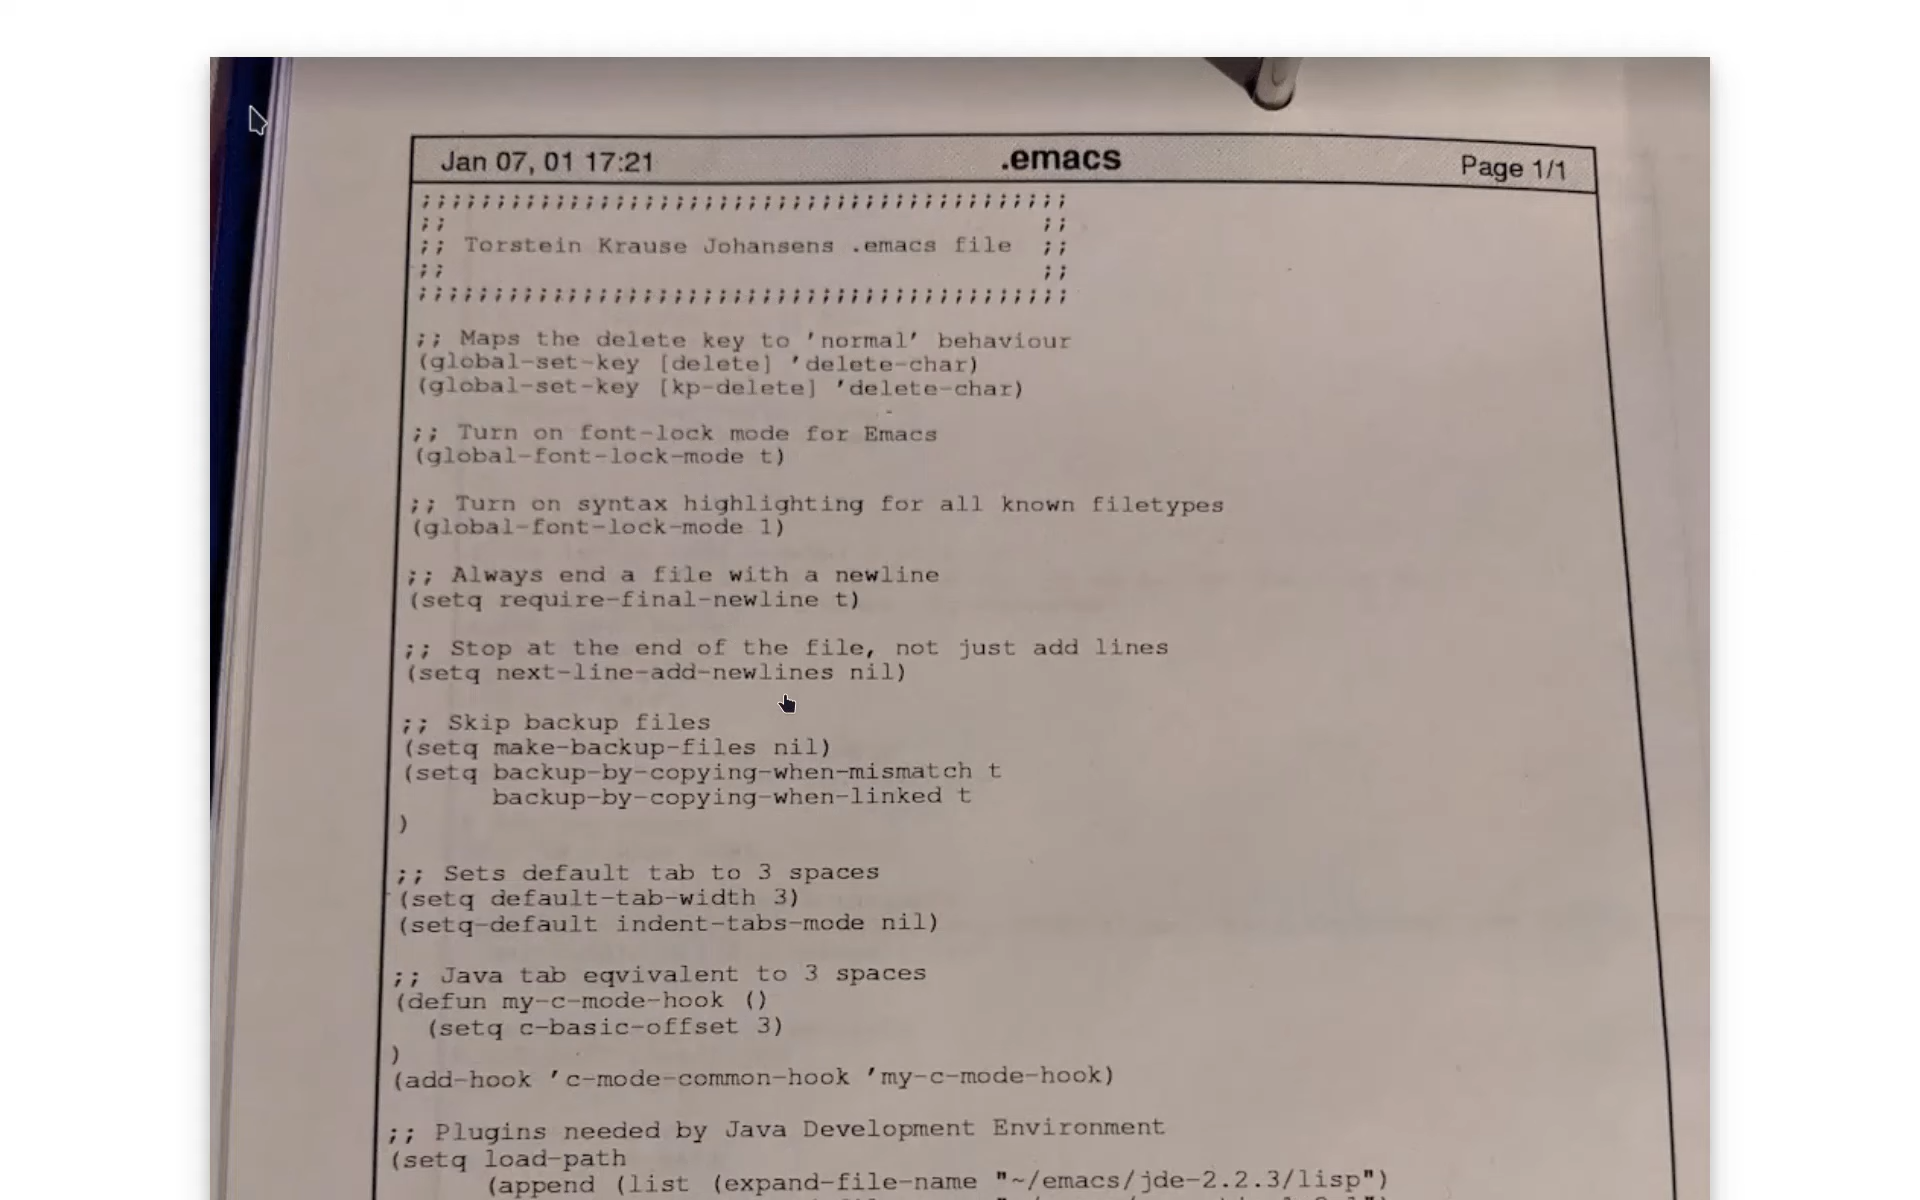 Jan 07, 01 17:21 .emacs Page 1/1
;;;;;;;;;;;;;;;;;;;;;;;;;;;;;;;;;;;;;;;;;;;;
;; ;;
;; Torstein Krause Johansens .emacs file ;;
;; ;;
;;;;;;;;;;;;;;;;;;;;;;;;;;;;;;;;;;;;;;;;;;;;
;; Maps the delete key to 'normal' behaviour
(global-set-key [delete] 'delete-char)
(global-set-key [kp-delete] 'delete-char)
;; Turn on font-lock mode for Emacs
(global-font-lock-mode t)
;; Turn on syntax highlighting for all known filetypes
(global-font-lock-mode 1)
;; Always end a file with a newline
(setq require-final-newline t)
;; Stop at the end of the file, not just add lines
(setq next-line-add-newlines nil)
;; Skip backup files
(setq make-backup-files nil)
(setq backup-by-copying-when-mismatch t
backup-by-copying-when-linked t
)
;; Sets default tab to 3 spaces
(setq default-tab-width 3)
(setq-default indent-tabs-mode nil)
;; Java tab eqvivalent to 3 spaces
(defun my-c-mode-hook ()
(setq c-basic-offset 3)
)
(add-hook 'c-mode-common-hook 'my-c-mode-hook)
;; Plugins needed by Java Development Environment
(setq load-path
(append (list (expand-file-name "~/emacs/jde-2.2.3/lisp")